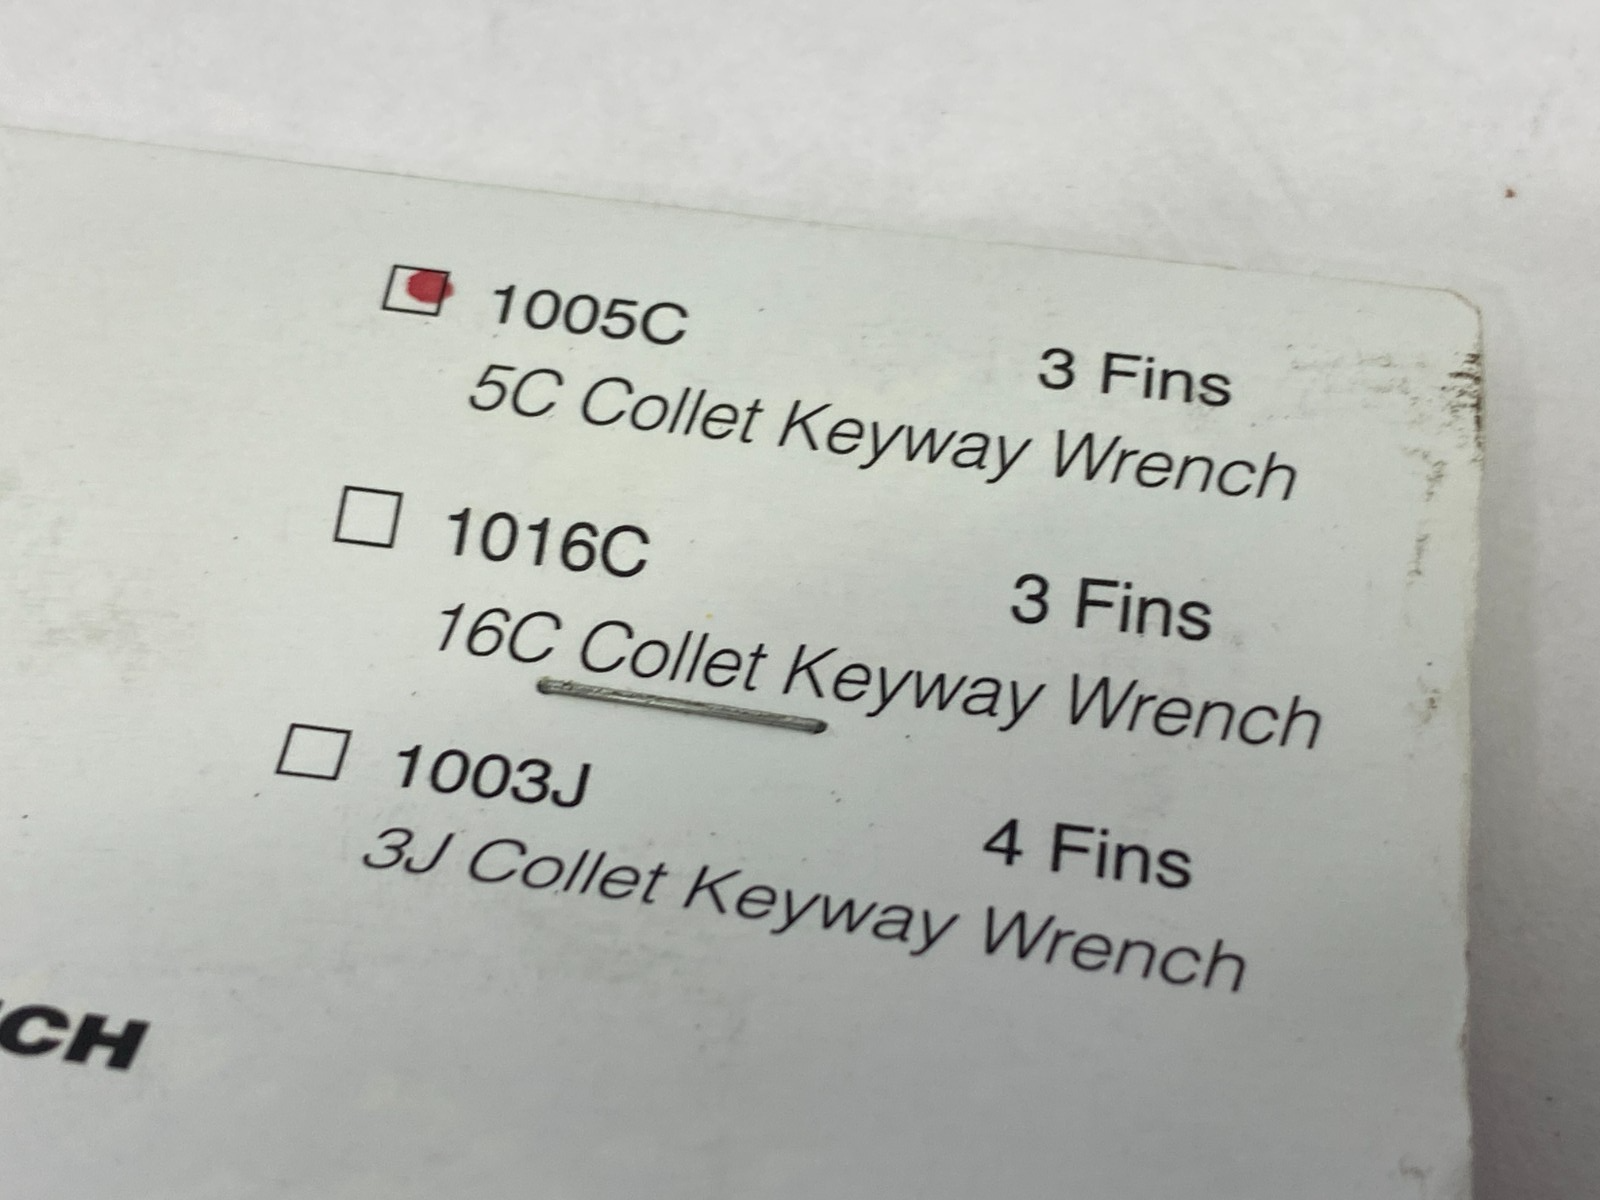 1005C 3 Fins
5C Collet Keyway Wrench
1016C 3 Fins
16C Collet Keyway Wrench
1003J 4 Fins
3J Collet Keyway Wrench